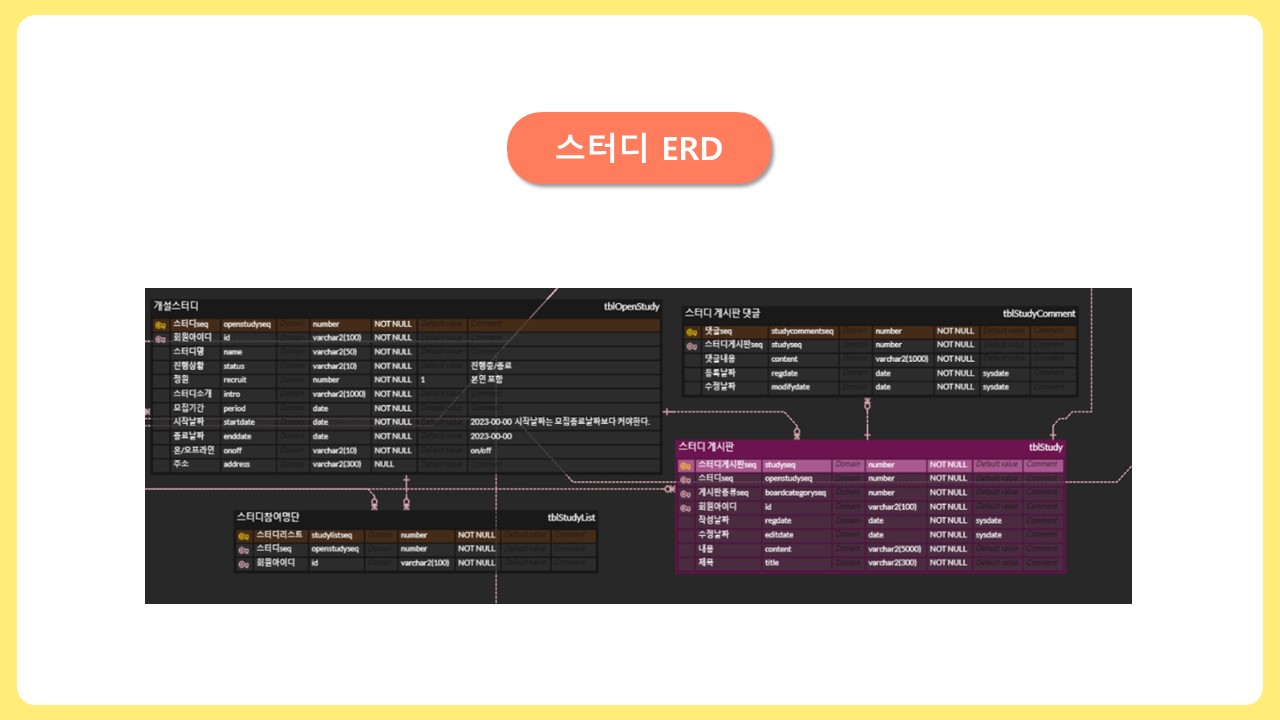 스터디 ERD
개설스터디 tblOpenStudy
스터디seq openstudyseq Domain number NOT NULL Default value Comment
회원아이디 id Domain varchar2(100) NOT NULL Default value Comment
스터디명 name Domain varchar2(50) NOT NULL Default value Comment
진행상황 status Domain varchar2(10) NOT NULL Default value 진행중/종료
정원 recruit Domain number NOT NULL 1 본인 포함
스터디소개 intro Domain varchar2(1000) NOT NULL Default value Comment
모집기간 period Domain date NOT NULL Default value Comment
시작날짜 startdate Domain date NOT NULL Default value 2023-00-00 시작날짜는 모집종료날짜보다 커야한다.
종료날짜 enddate Domain date NOT NULL Default value 2023-00-00
온/오프라인 onoff Domain varchar2(10) NOT NULL Default value on/off
주소 address Domain varchar2(300) NULL Default value Comment
스터디참여명단 tblStudyList
스터디리스트 studylistseq Domain number NOT NULL Default value Comment
스터디seq openstudyseq Domain number NOT NULL Default value Comment
회원아이디 id Domain varchar2(100) NOT NULL Default value Comment
스터디 게시판 댓글 tblStudyComment
댓글seq studycommentseq Domain number NOT NULL Default value Comment
스터디게시판seq studyseq Domain number NOT NULL Default value Comment
댓글내용 content Domain varchar2(1000) NOT NULL Default value Comment
등록날짜 regdate Domain date NOT NULL sysdate Comment
수정날짜 modifydate Domain date NOT NULL sysdate Comment
스터디 게시판 tblStudy
스터디게시판seq studyseq Domain number NOT NULL Default value Comment
스터디seq openstudyseq Domain number NOT NULL Default value Comment
게시판종류seq boardcategoryseq Domain number NOT NULL Default value Comment
회원아이디 id Domain varchar2(100) NOT NULL Default value Comment
작성날짜 regdate Domain date NOT NULL sysdate Comment
수정날짜 editdate Domain date NOT NULL sysdate Comment
내용 content Domain varchar2(5000) NOT NULL Default value Comment
제목 title Domain varchar2(300) NOT NULL Default value Comment